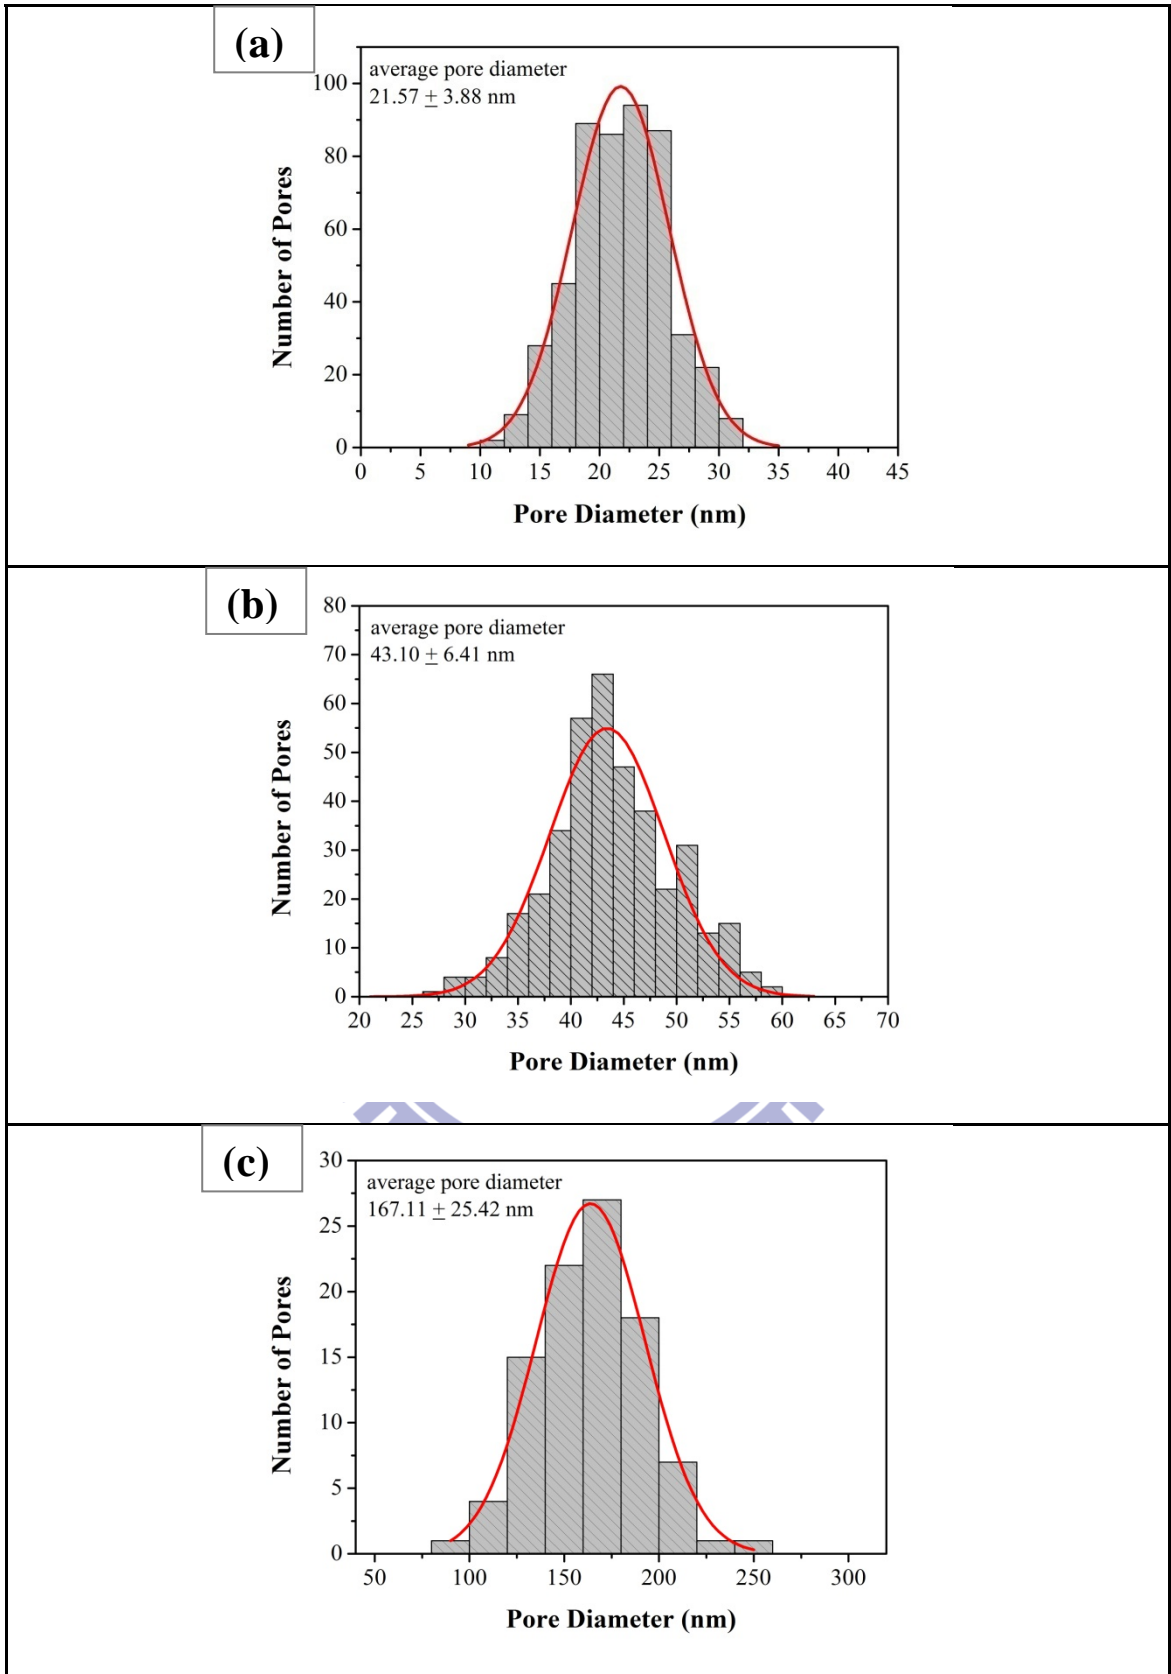 (a)
average pore diameter
21.57 ± 3.88 nm
100
80
60
40
20
0
Number of Pores
0 5 10 15 20 25 30 35 40 45
Pore Diameter (nm)
(b)
average pore diameter
43.10 ± 6.41 nm
80
70
60
50
40
30
20
10
0
Number of Pores
20 25 30 35 40 45 50 55 60 65 70
Pore Diameter (nm)
(c)
average pore diameter
167.11 ± 25.42 nm
30
25
20
15
10
5
0
Number of Pores
50 100 150 200 250 300
Pore Diameter (nm)